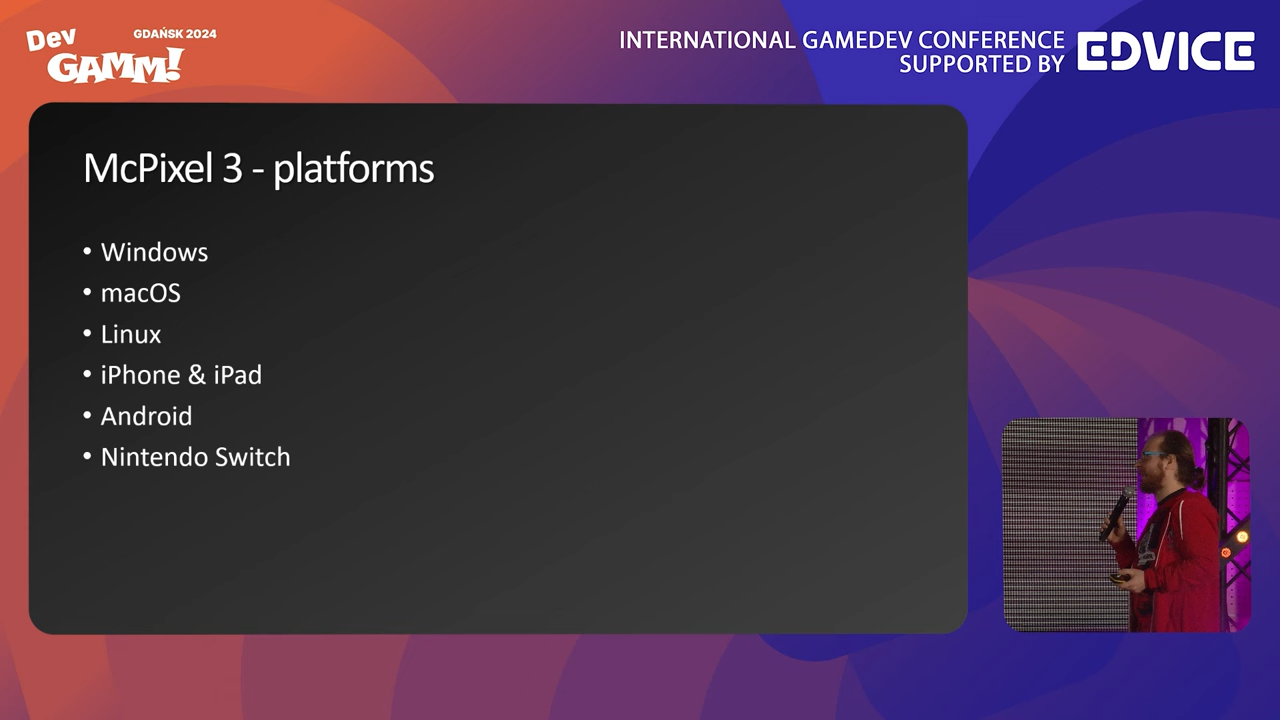 Dev
GAMM!
GDAŃSK 2024
INTERNATIONAL GAMEDEV CONFERENCE
SUPPORTED BY
EDVICE
McPixel 3 - platforms
• Windows
• macOS
• Linux
• iPhone & iPad
• Android
• Nintendo Switch